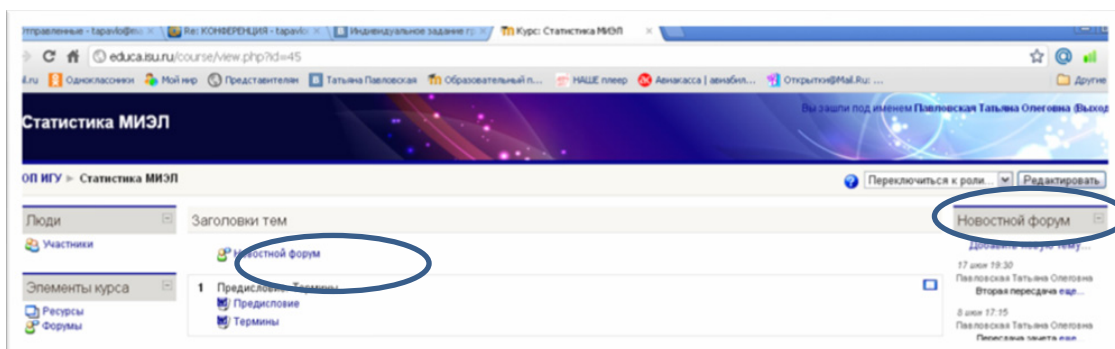 Отправленные - tapavlo@ma
Re: КОНФЕРЕНЦИЯ - tapavlo
Индивидуальное задание гр
Курс: Статистика МИЭЛ
educa.isu.ru/course/view.php?id=45
il.ru Одноклассники Мой мир Представителям Татьяна Павловская Образовательный п... НАШЕ плеер Авиакасса | авиабил... Открытки@Mail.Ru: ... Другие
Вы зашли под именем Павловская Татьяна Олеговна (Выход
Статистика МИЭЛ
ОП ИГУ ► Статистика МИЭЛ
Переключиться к роли... Редактировать
Люди
Участники
Элементы курса
Ресурсы
Форумы
Заголовки тем
Новостной форум
1 Предисловие. Термины
Предисловие
Термины
Новостной форум
Добавить новую тему...
17 июн 19:30
Павловская Татьяна Олеговна
Вторая пересдача еще...
8 июн 17:15
Павловская Татьяна Олеговна
Пересдача зачета еще...